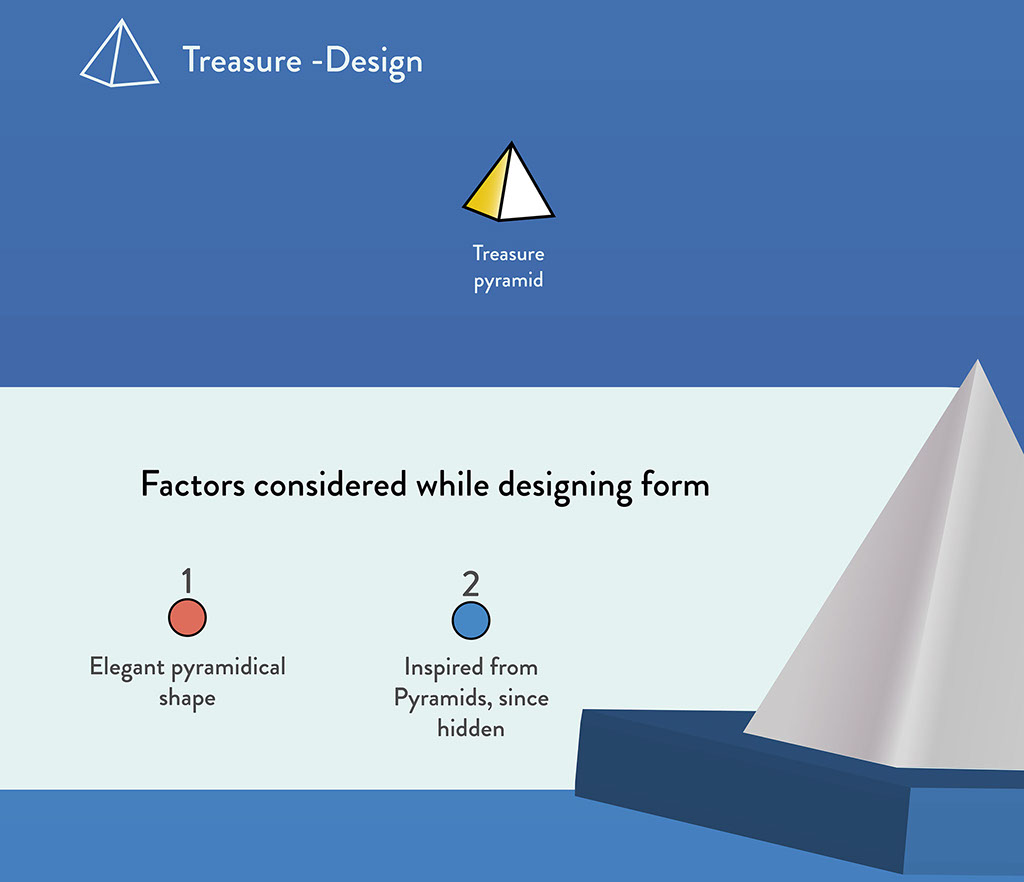 Treasure -Design
Treasure
pyramid
Factors considered while designing form
1
Elegant pyramidical
shape
2
Inspired from
Pyramids, since
hidden